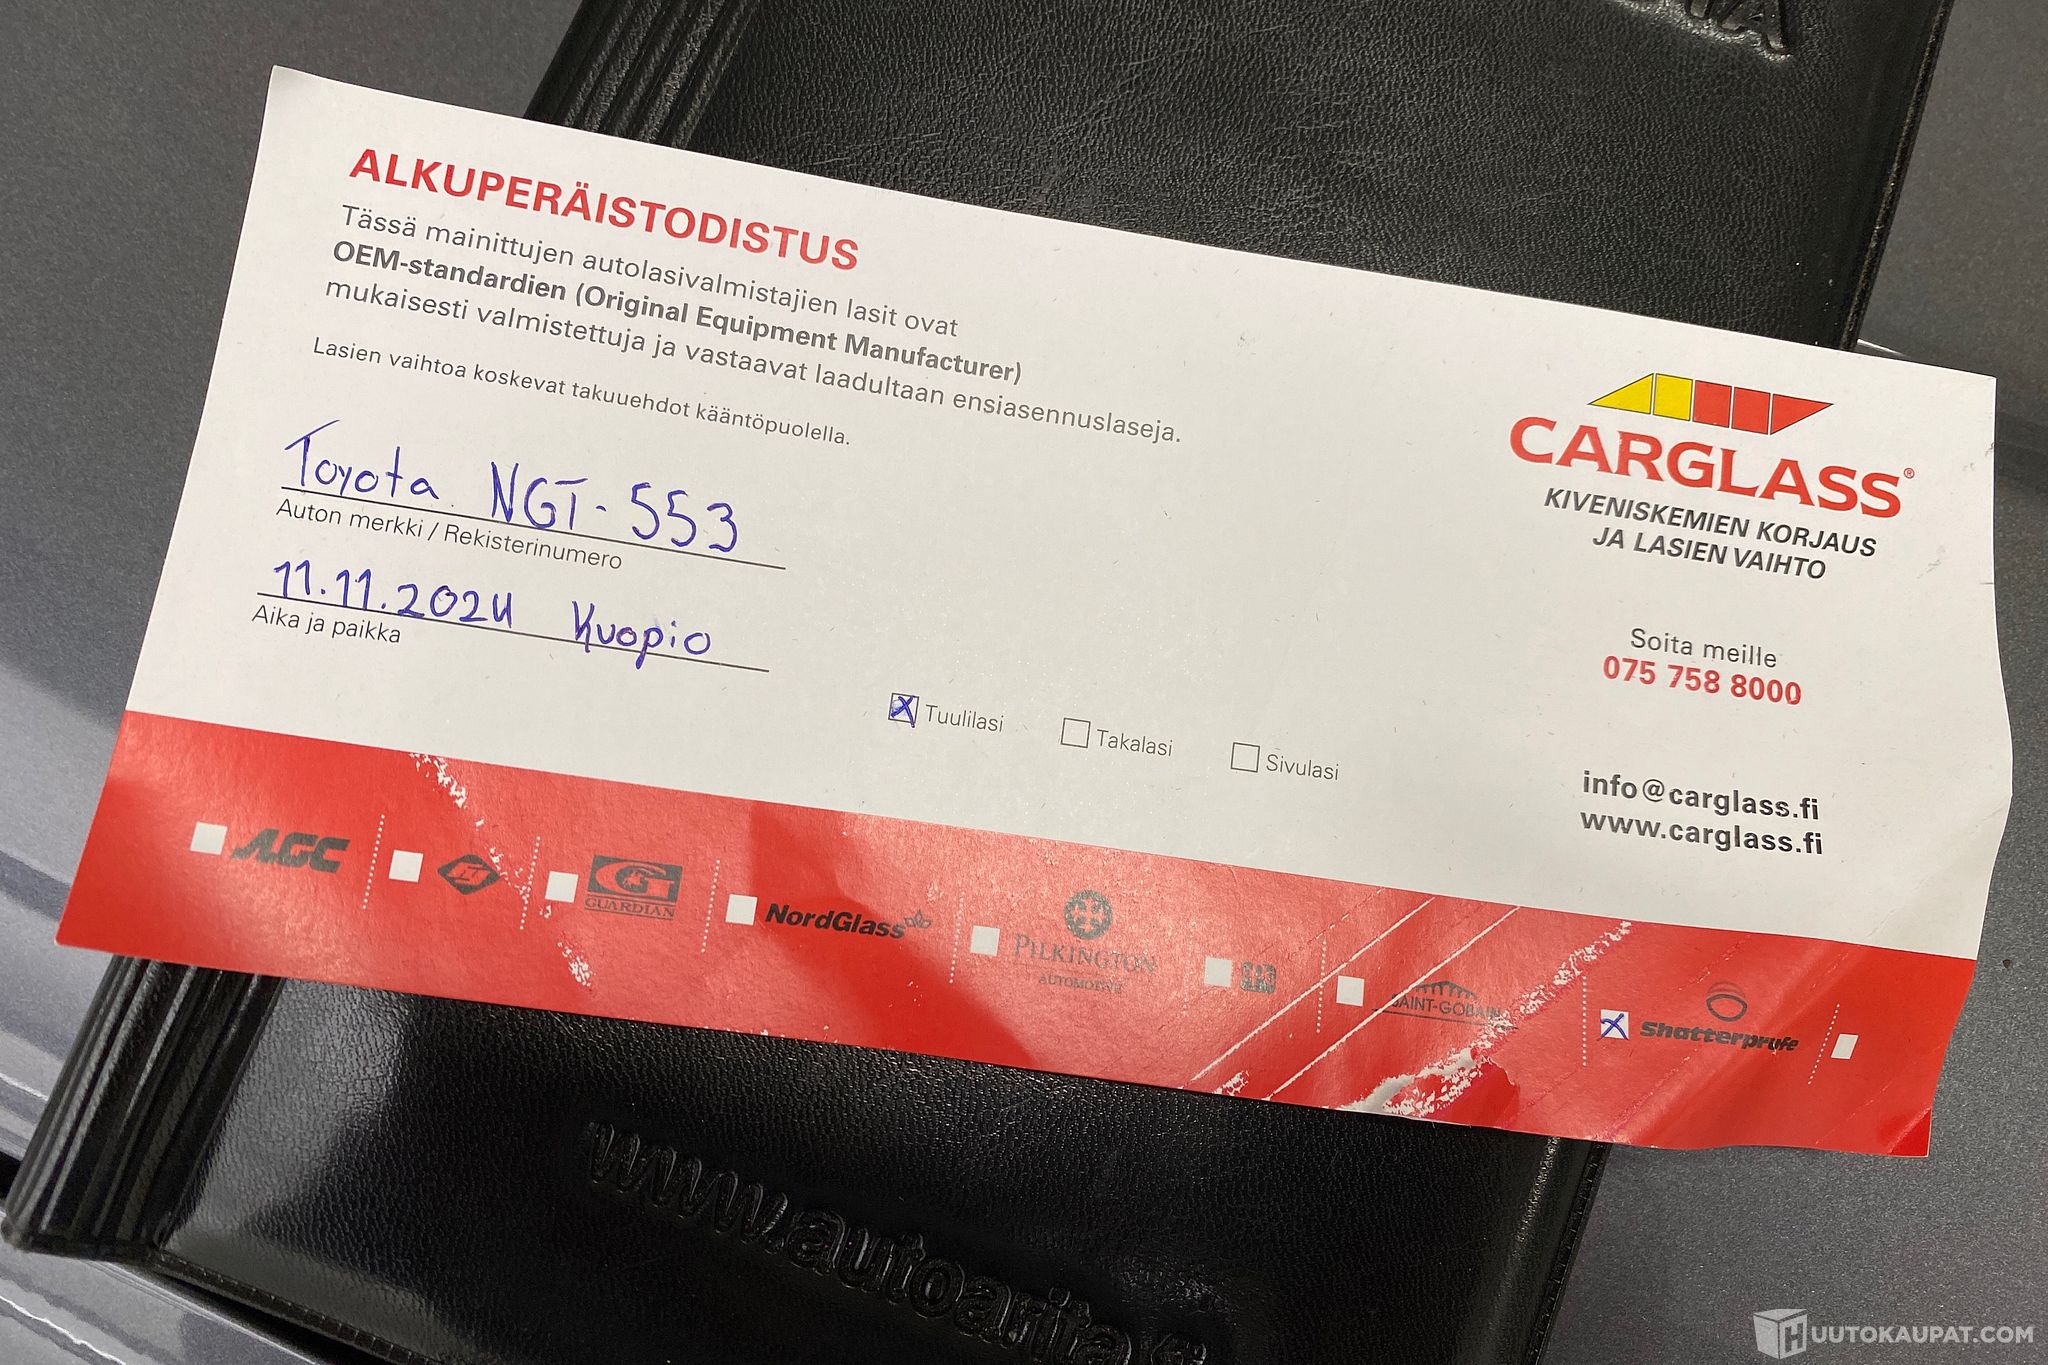 ALKUPERÄISTODISTUS
Tässä mainittujen autolasivalmistajien lasit ovat
OEM-standardien (Original Equipment Manufacturer)
mukaisesti valmistettuja ja vastaavat laadultaan ensiasennuslaseja.
Lasien vaihtoa koskevat takuuehdot kääntöpuolella.
Toyota NGT-553
Auton merkki / Rekisterinumero
11.11.2024 Kuopio
Aika ja paikka
X Tuulilasi Takalasi Sivulasi
CARGLASS®
KIVENISKEMIEN KORJAUS
JA LASIEN VAIHTO
Soita meille
075 758 8000
info@carglass.fi
www.carglass.fi
AGC
GUARDIAN
NordGlass
PILKINGTON
AUTOMOTIVE
SAINT-GOBAIN
X Shatterprufe
www.autoarita
HUUTOKAUPAT.COM